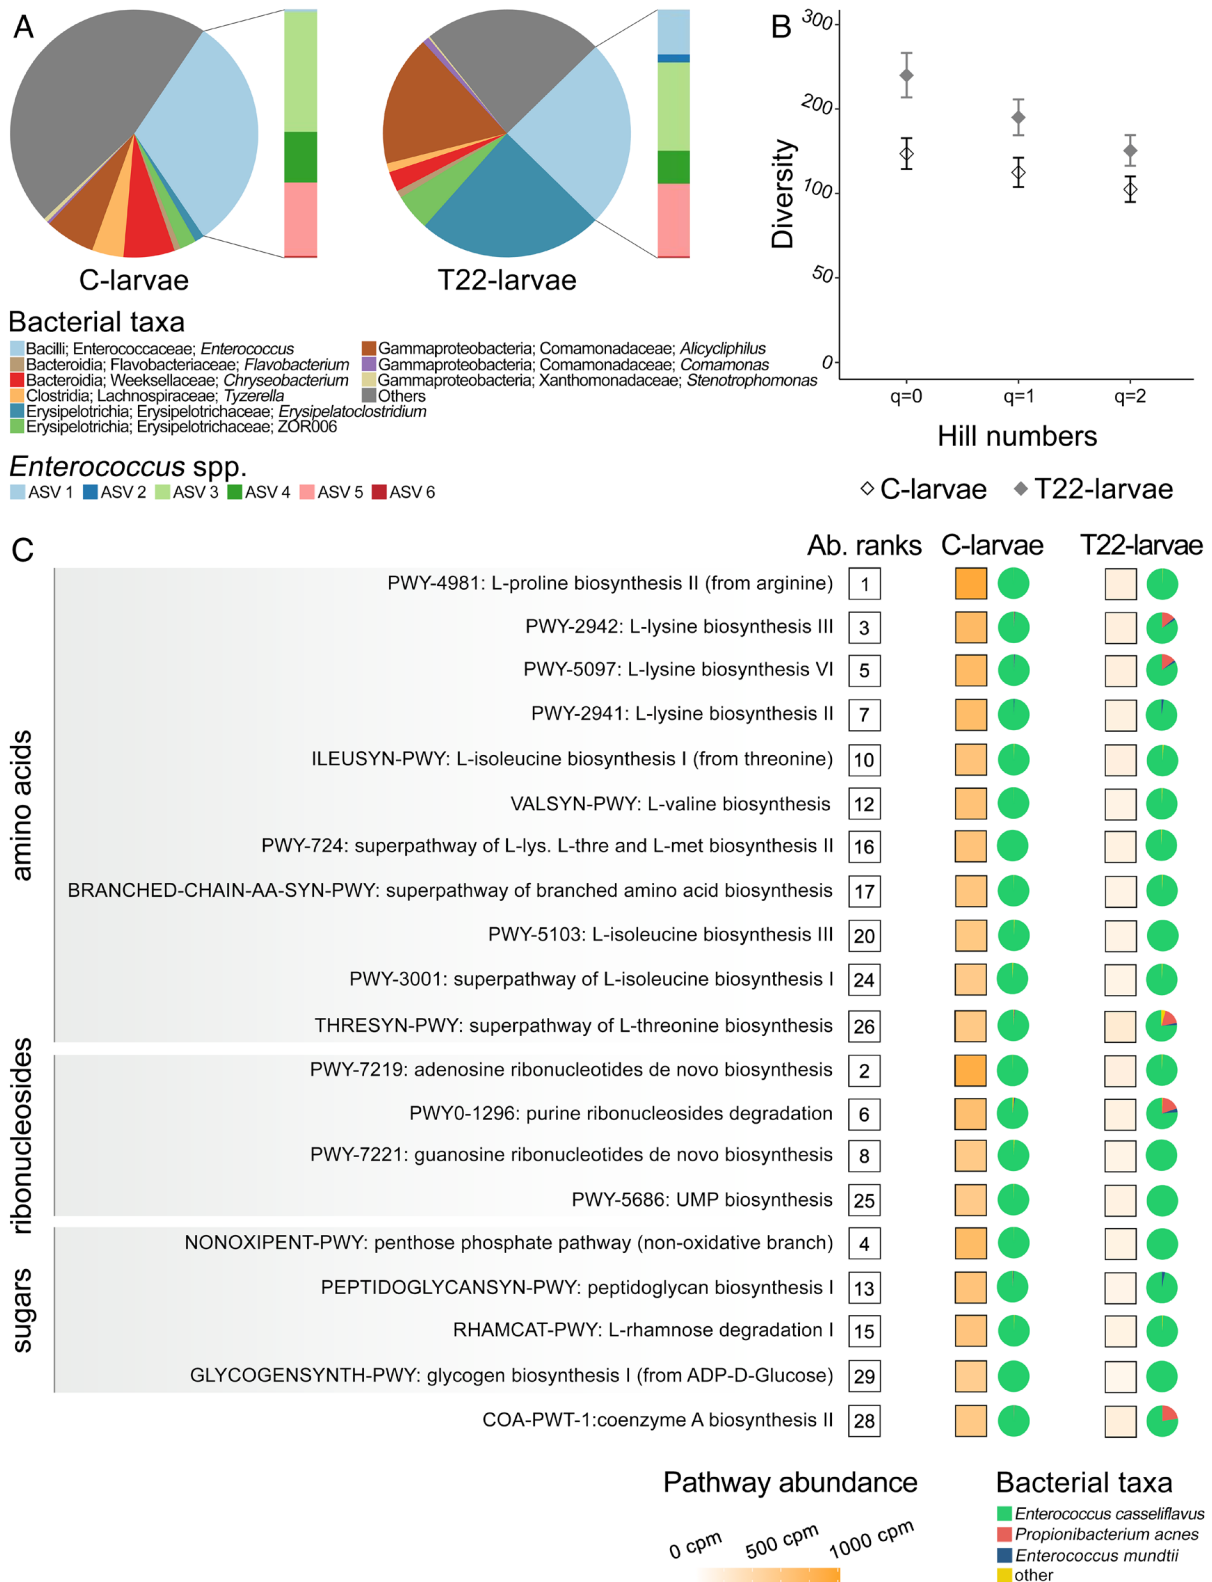 A
C-larvae
T22-larvae
Bacterial taxa
Bacilli; Enterococcaceae; Enterococcus
Bacteroidia; Flavobacteriaceae; Flavobacterium
Bacteroidia; Weeksellaceae; Chryseobacterium
Clostridia; Lachnospiraceae; Tyzerella
Erysipelotrichia; Erysipelotrichaceae; Erysipelatoclostridium
Erysipelotrichia; Erysipelotrichaceae; ZOR006
Gammaproteobacteria; Comamonadaceae; Alicycliphilus
Gammaproteobacteria; Comamonadaceae; Comamonas
Gammaproteobacteria; Xanthomonadaceae; Stenotrophomonas
Others
Enterococcus spp.
ASV 1 ASV 2 ASV 3 ASV 4 ASV 5 ASV 6
B
Diversity
300
200
100
50
0
q=0 q=1 q=2
Hill numbers
C-larvae T22-larvae
C
Ab. ranks C-larvae T22-larvae
amino acids
PWY-4981: L-proline biosynthesis II (from arginine) 1
PWY-2942: L-lysine biosynthesis III 3
PWY-5097: L-lysine biosynthesis VI 5
PWY-2941: L-lysine biosynthesis II 7
ILEUSYN-PWY: L-isoleucine biosynthesis I (from threonine) 10
VALSYN-PWY: L-valine biosynthesis 12
PWY-724: superpathway of L-lys. L-thre and L-met biosynthesis II 16
BRANCHED-CHAIN-AA-SYN-PWY: superpathway of branched amino acid biosynthesis 17
PWY-5103: L-isoleucine biosynthesis III 20
PWY-3001: superpathway of L-isoleucine biosynthesis I 24
THRESYN-PWY: superpathway of L-threonine biosynthesis 26
ribonucleosides
PWY-7219: adenosine ribonucleotides de novo biosynthesis 2
PWY0-1296: purine ribonucleosides degradation 6
PWY-7221: guanosine ribonucleotides de novo biosynthesis 8
PWY-5686: UMP biosynthesis 25
sugars
NONOXIPENT-PWY: penthose phosphate pathway (non-oxidative branch) 4
PEPTIDOGLYCANSYN-PWY: peptidoglycan biosynthesis I 13
RHAMCAT-PWY: L-rhamnose degradation I 15
GLYCOGENSYNTH-PWY: glycogen biosynthesis I (from ADP-D-Glucose) 29
COA-PWT-1:coenzyme A biosynthesis II 28
Pathway abundance
0 cpm 500 cpm 1000 cpm
Bacterial taxa
Enterococcus casseliflavus
Propionibacterium acnes
Enterococcus mundtii
other